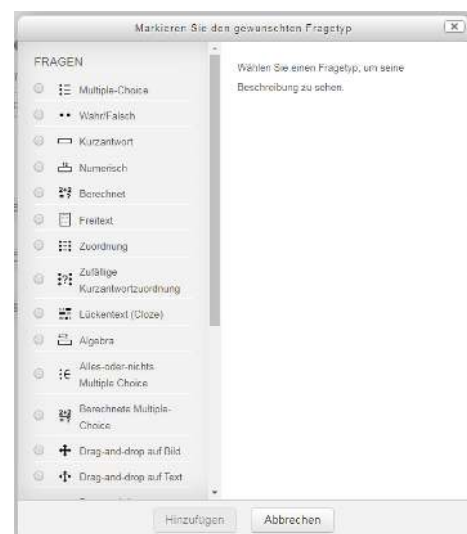 Markieren Sie den gewünschten Fragetyp
FRAGEN
Multiple-Choice
Wahr/Falsch
Kurzantwort
Numerisch
Berechnet
Freitext
Zuordnung
Zufällige
Kurzantwortzuordnung
Lückentext (Cloze)
Algebra
Alles-oder-nichts
Multiple Choice
Berechnete Multiple-
Choice
Drag-and-drop auf Bild
Drag-and-drop auf Text
Wählen Sie einen Fragetyp, um seine
Beschreibung zu sehen.
Hinzufügen
Abbrechen